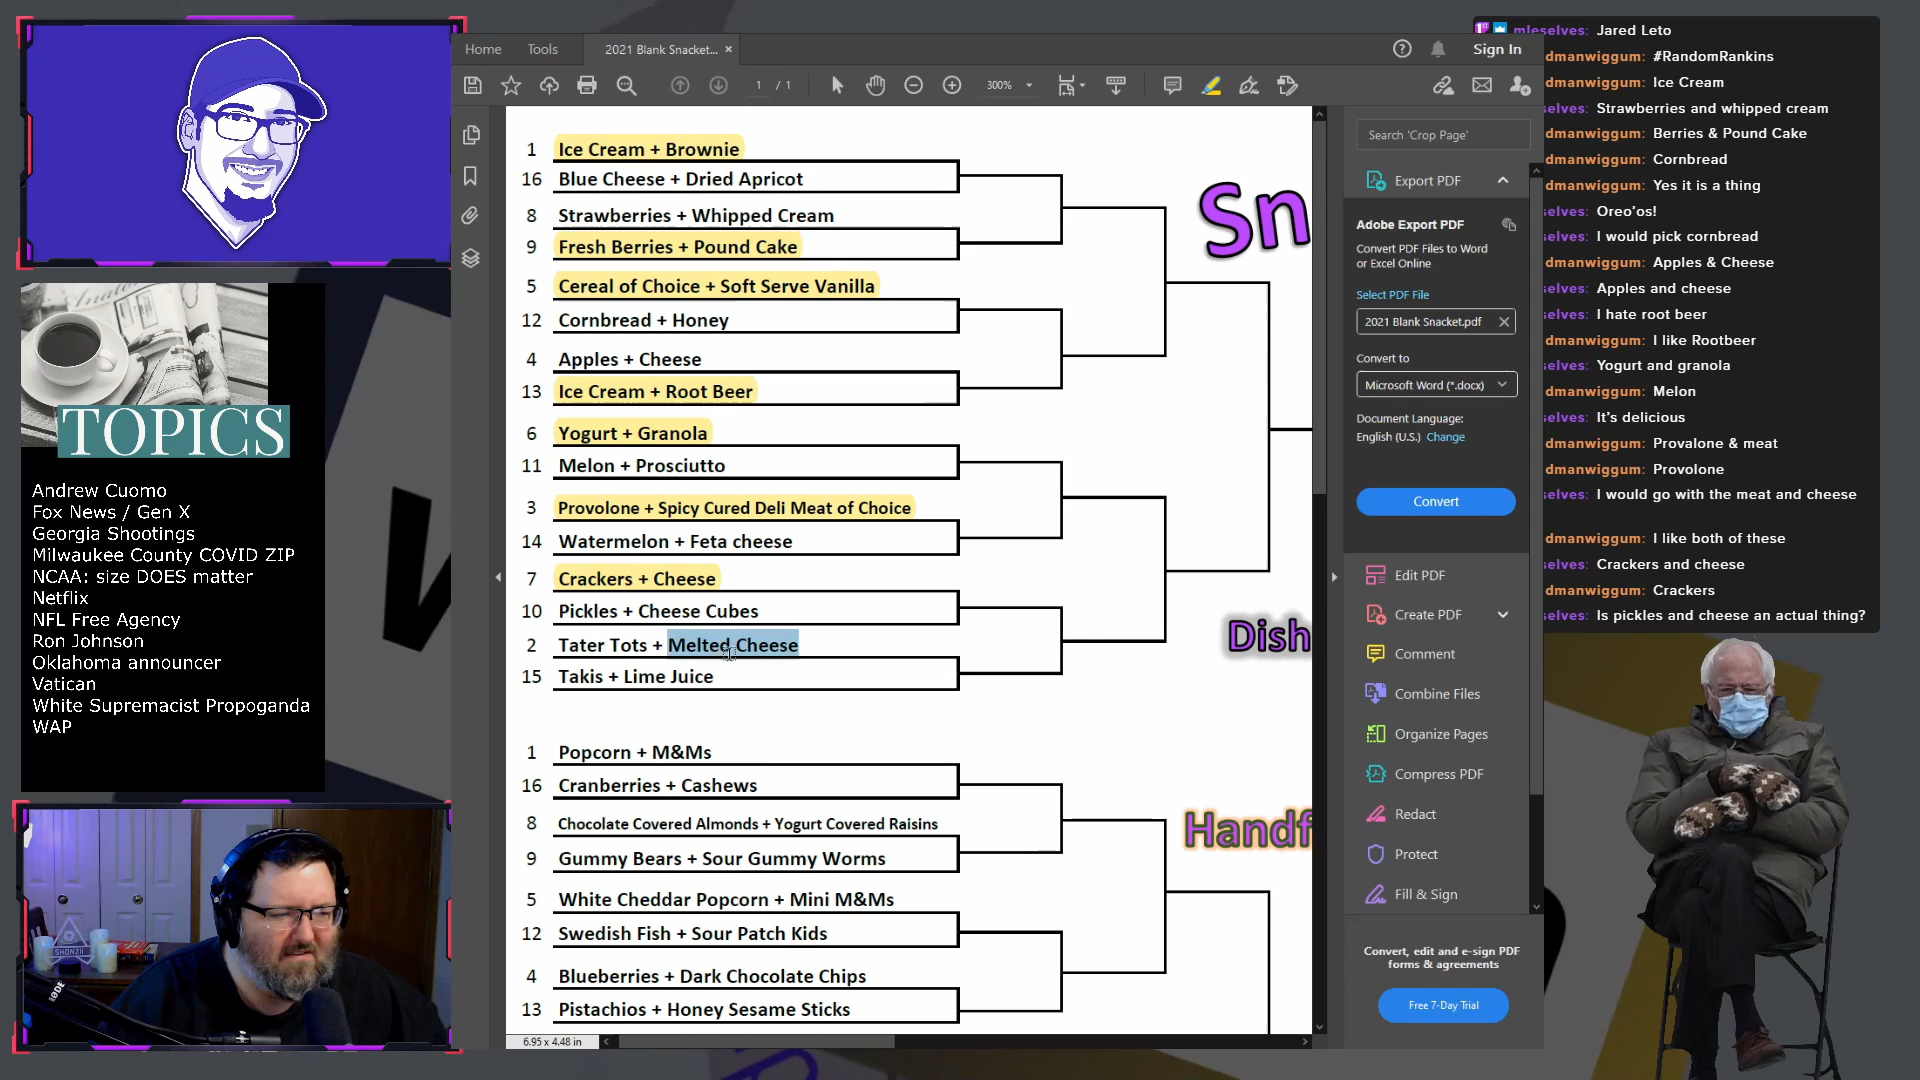 Home
Tools
2021 Blank Snacket...
Sign In
1 / 1
300%
1 Ice Cream + Brownie
16 Blue Cheese + Dried Apricot
8 Strawberries + Whipped Cream
9 Fresh Berries + Pound Cake
5 Cereal of Choice + Soft Serve Vanilla
12 Cornbread + Honey
4 Apples + Cheese
13 Ice Cream + Root Beer
6 Yogurt + Granola
11 Melon + Prosciutto
3 Provolone + Spicy Cured Deli Meat of Choice
14 Watermelon + Feta cheese
7 Crackers + Cheese
10 Pickles + Cheese Cubes
2 Tater Tots + Melted Cheese
15 Takis + Lime Juice
1 Popcorn + M&Ms
16 Cranberries + Cashews
8 Chocolate Covered Almonds + Yogurt Covered Raisins
9 Gummy Bears + Sour Gummy Worms
5 White Cheddar Popcorn + Mini M&Ms
12 Swedish Fish + Sour Patch Kids
4 Blueberries + Dark Chocolate Chips
13 Pistachios + Honey Sesame Sticks
Sn
Dish
Handf
6.95 x 4.48 in
Search 'Crop Page'
Export PDF
Adobe Export PDF
Convert PDF Files to Word
or Excel Online
Select PDF File
2021 Blank Snacket.pdf
Convert to
Microsoft Word (*.docx)
Document Language:
English (U.S.) Change
Convert
Edit PDF
Create PDF
Comment
Combine Files
Organize Pages
Compress PDF
Redact
Protect
Fill & Sign
Convert, edit and e-sign PDF
forms & agreements
Free 7-Day Trial
mleselves: Jared Leto
dmanwiggum: #RandomRankins
dmanwiggum: Ice Cream
selves: Strawberries and whipped cream
dmanwiggum: Berries & Pound Cake
dmanwiggum: Cornbread
dmanwiggum: Yes it is a thing
selves: Oreo'os!
selves: I would pick cornbread
dmanwiggum: Apples & Cheese
selves: Apples and cheese
selves: I hate root beer
dmanwiggum: I like Rootbeer
selves: Yogurt and granola
dmanwiggum: Melon
selves: It's delicious
dmanwiggum: Provalone & meat
dmanwiggum: Provolone
selves: I would go with the meat and cheese
dmanwiggum: I like both of these
selves: Crackers and cheese
dmanwiggum: Crackers
selves: Is pickles and cheese an actual thing?
TOPICS
Andrew Cuomo
Fox News / Gen X
Georgia Shootings
Milwaukee County COVID ZIP
NCAA: size DOES matter
Netflix
NFL Free Agency
Ron Johnson
Oklahoma announcer
Vatican
White Supremacist Propoganda
WAP
SHONZII
RØDE